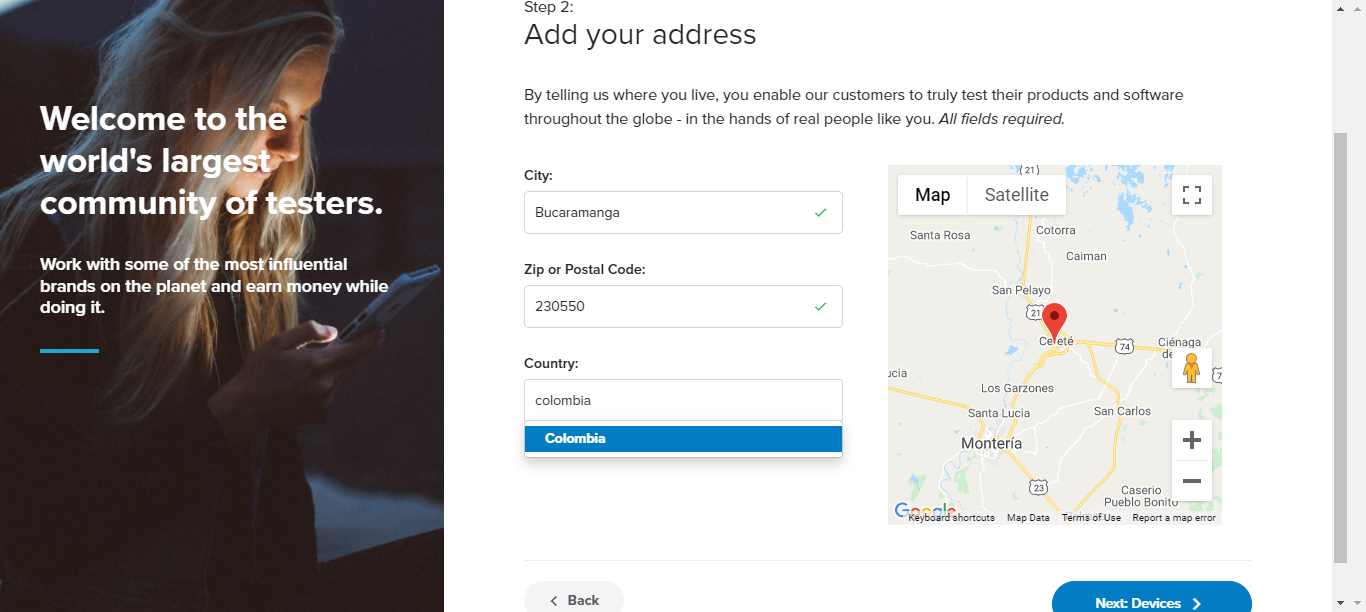 Welcome to the
world's largest
community of testers.
Work with some of the most influential
brands on the planet and earn money while
doing it.
Step 2:
Add your address
By telling us where you live, you enable our customers to truly test their products and software
throughout the globe - in the hands of real people like you. All fields required.
City:
Bucaramanga
Zip or Postal Code:
230550
Country:
colombia
Colombia
Map
Satellite
21
Santa Rosa
Cotorra
Caiman
San Pelayo
21
Cereté
74
Ciénaga
de
ucia
Los Garzones
Santa Lucia
San Carlos
Montería
23
Caserio
Pueblo Bonito
Google
Keyboard shortcuts
Map Data
Terms of Use
Report a map error
Back
Next: Devices